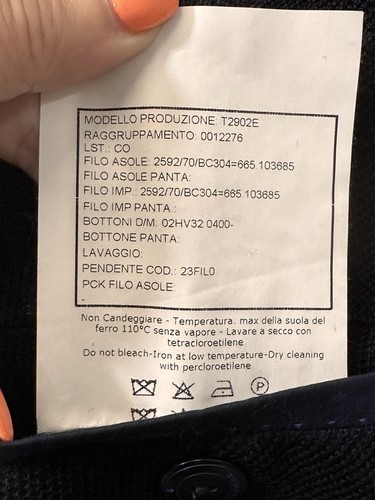 MODELLO PRODUZIONE: T2902E
RAGGRUPPAMENTO: 0012276
LST.: CO
FILO ASOLE: 2592/70/BC304=665.103685
FILO ASOLE PANTA:
FILO IMP.: 2592/70/BC304=665.103685
FILO IMP PANTA.:
BOTTONI D/M: 02HV32 0400-
BOTTONE PANTA:
LAVAGGIO:
PENDENTE COD.: 23FIL0
PCK FILO ASOLE:
Non Candeggiare - Temperatura. max della suola del
ferro 110°C senza vapore - Lavare a secco con
tetracloroetilene
Do not bleach-Iron at low temperature-Dry cleaning
with percloroetilene
P